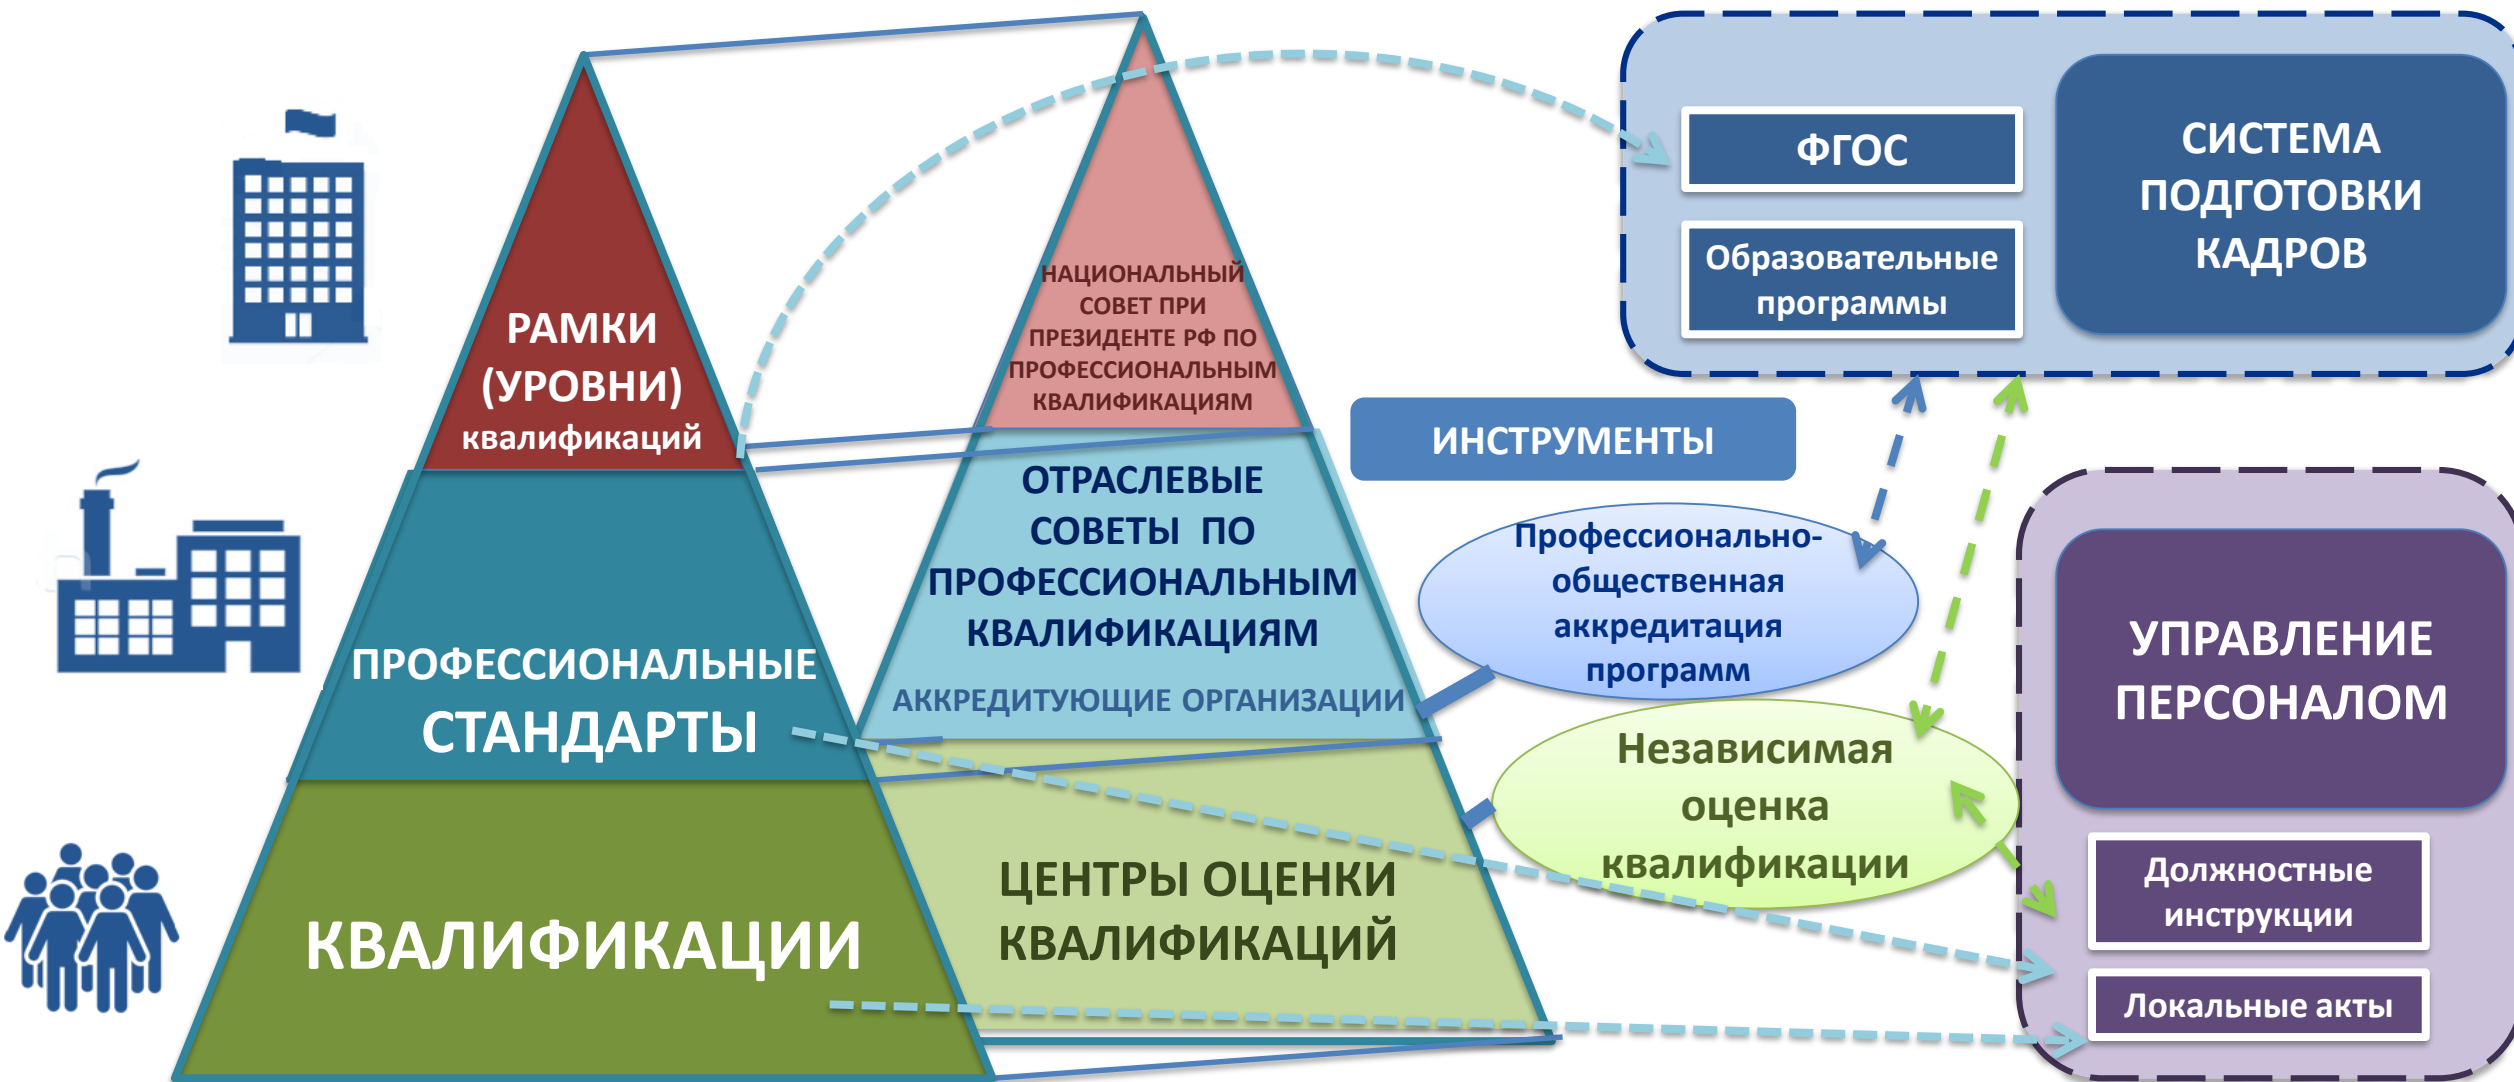 РАМКИ
(УРОВНИ)
квалификаций
ПРОФЕССИОНАЛЬНЫЕ
СТАНДАРТЫ
КВАЛИФИКАЦИИ
НАЦИОНАЛЬНЫЙ
СОВЕТ ПРИ
ПРЕЗИДЕНТЕ РФ ПО
ПРОФЕССИОНАЛЬНЫМ
КВАЛИФИКАЦИЯМ
ОТРАСЛЕВЫЕ
СОВЕТЫ ПО
ПРОФЕССИОНАЛЬНЫМ
КВАЛИФИКАЦИЯМ
АККРЕДИТУЮЩИЕ ОРГАНИЗАЦИИ
ЦЕНТРЫ ОЦЕНКИ
КВАЛИФИКАЦИЙ
ИНСТРУМЕНТЫ
Профессионально-
общественная
аккредитация
программ
Независимая
оценка
квалификации
ФГОС
Образовательные
программы
СИСТЕМА
ПОДГОТОВКИ
КАДРОВ
УПРАВЛЕНИЕ
ПЕРСОНАЛОМ
Должностные
инструкции
Локальные акты